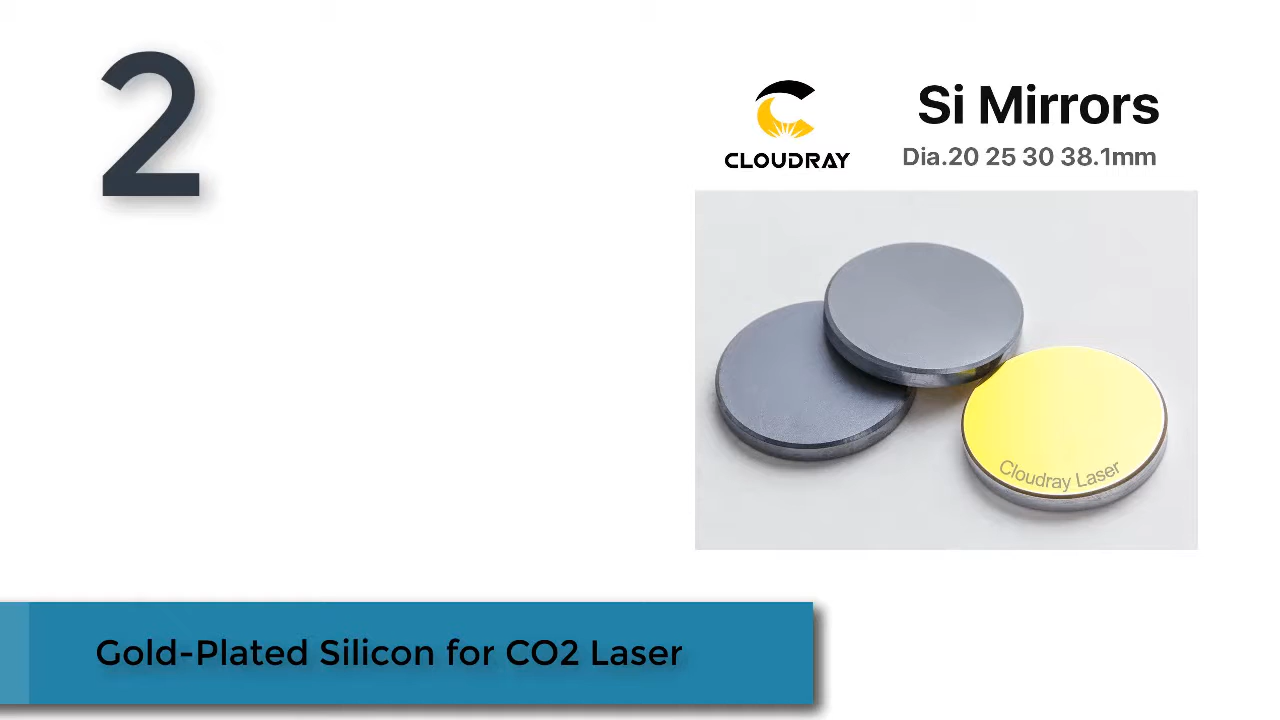 2
CLOUDRAY
Si Mirrors
Dia.20 25 30 38.1mm
Cloudray Laser
Gold-Plated Silicon for CO2 Laser